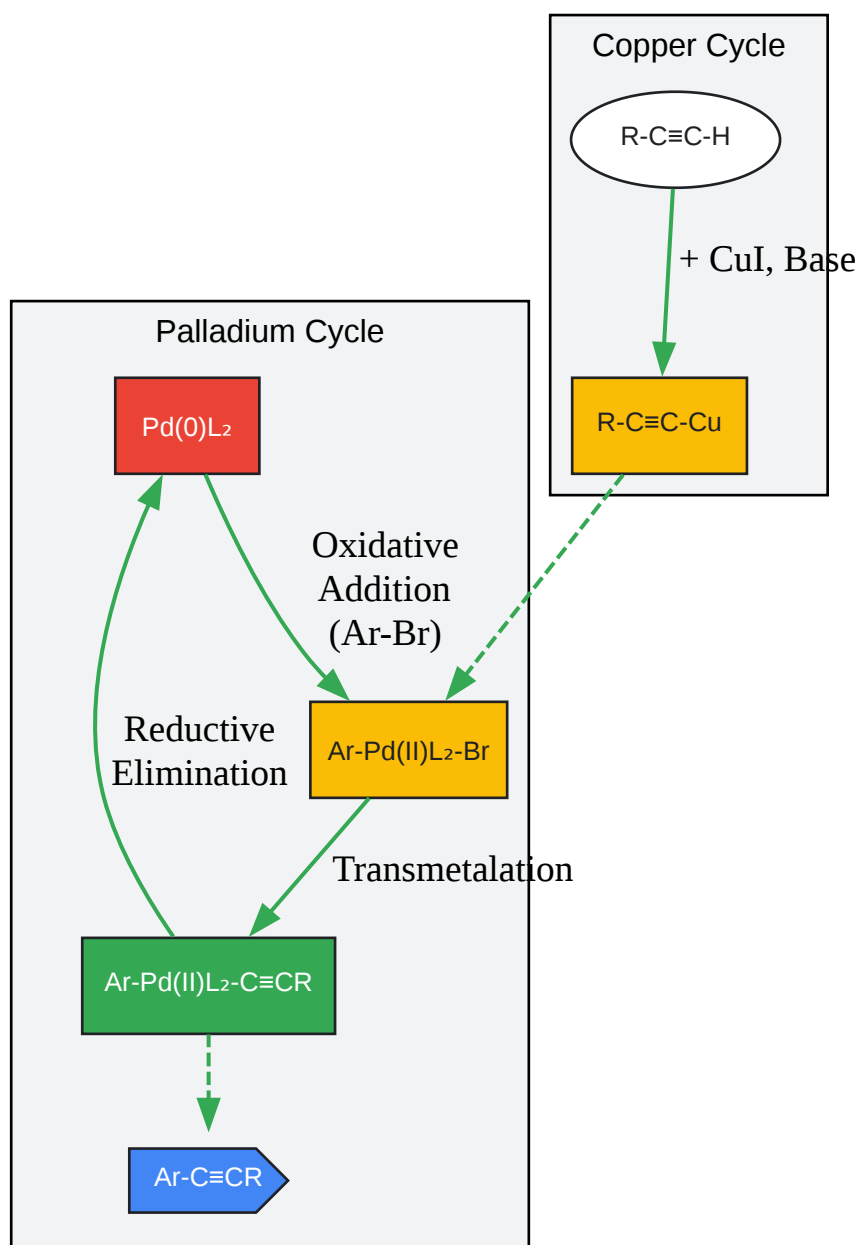 Copper Cycle
R-C≡C-H
+ CuI, Base
Palladium Cycle
Pd(0)L₂
R-C≡C-Cu
Oxidative
Addition
(Ar-Br)
Reductive
Elimination
Ar-Pd(II)L₂-Br
Transmetalation
Ar-Pd(II)L₂-C≡CR
Ar-C≡CR